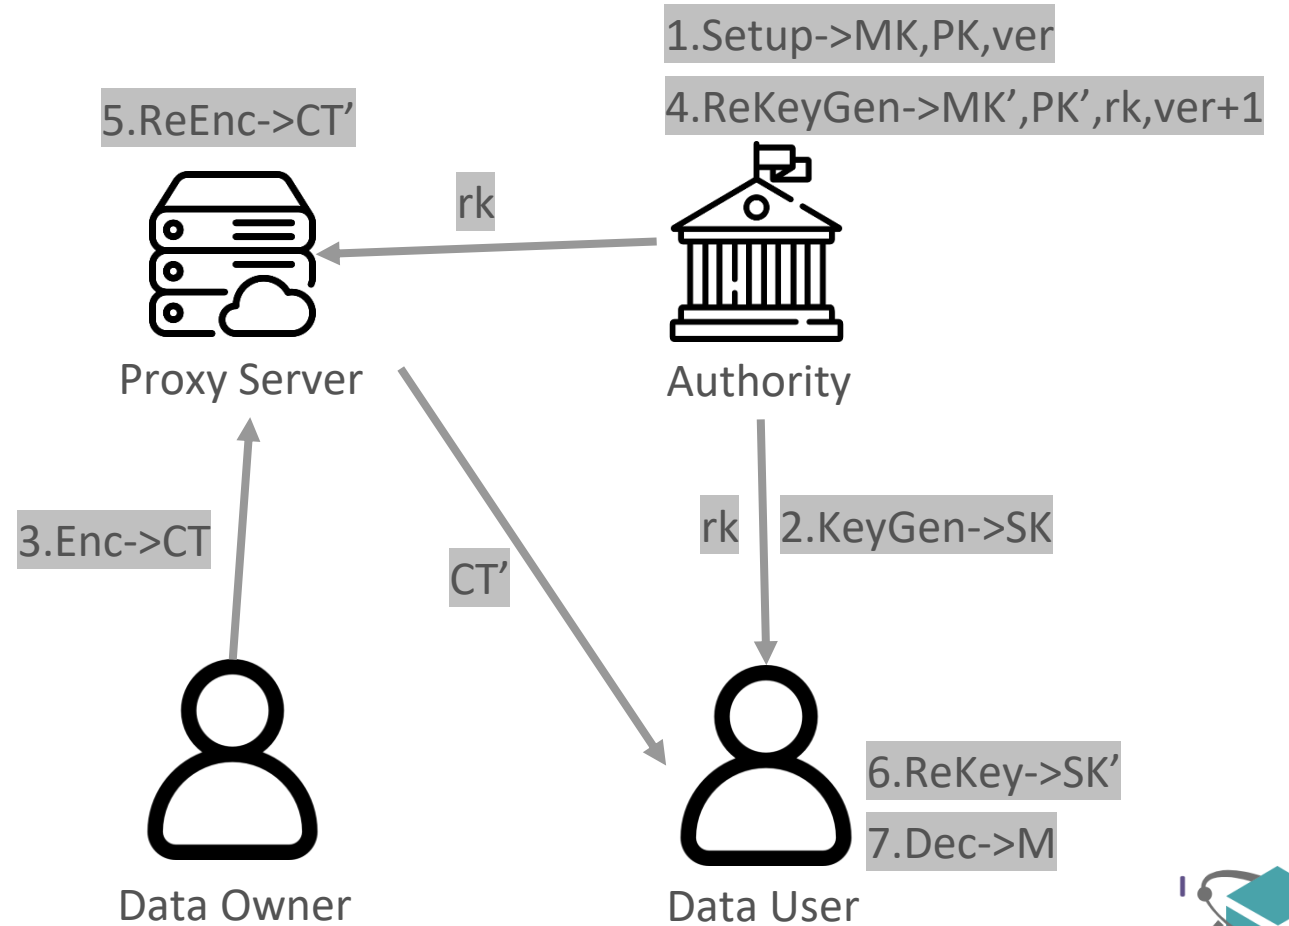 1.Setup->MK,PK,ver
4.ReKeyGen->MK’,PK’,rk,ver+1
5.ReEnc->CT’
rk
Proxy Server
Authority
3.Enc->CT
rk
2.KeyGen->SK
CT’
6.ReKey->SK’
7.Dec->M
Data Owner
Data User